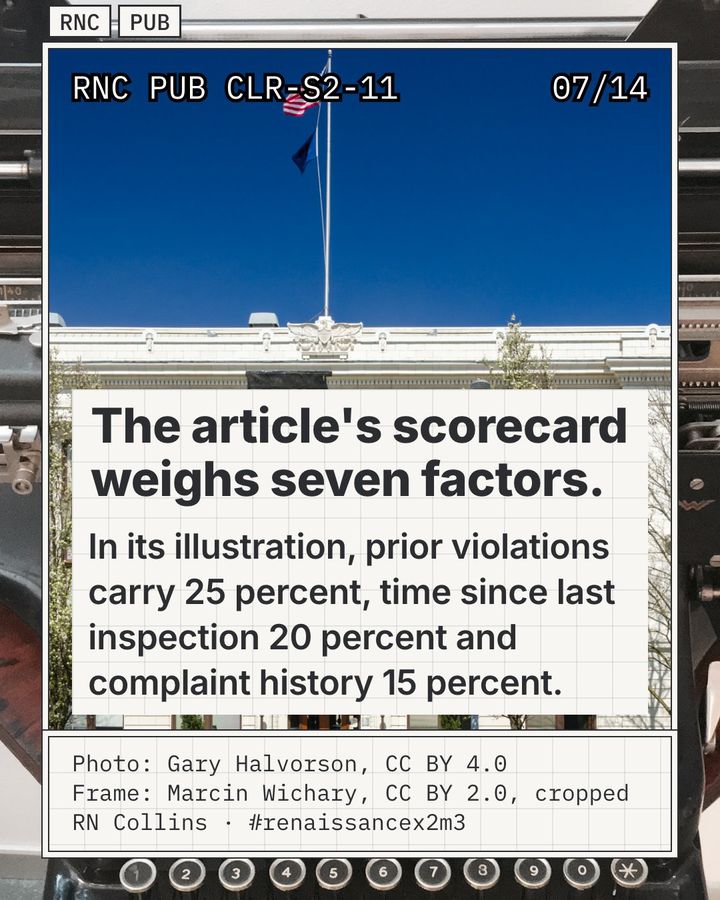 RNC PUB
RNC PUB CLR-S2-11 07/14
The article's scorecard
weighs seven factors.
In its illustration, prior violations
carry 25 percent, time since last
inspection 20 percent and
complaint history 15 percent.
Photo: Gary Halvorson, CC BY 4.0
Frame: Marcin Wichary, CC BY 2.0, cropped
RN Collins · #renaissancex2m3
2 3 4 5 6 7 8 9 0